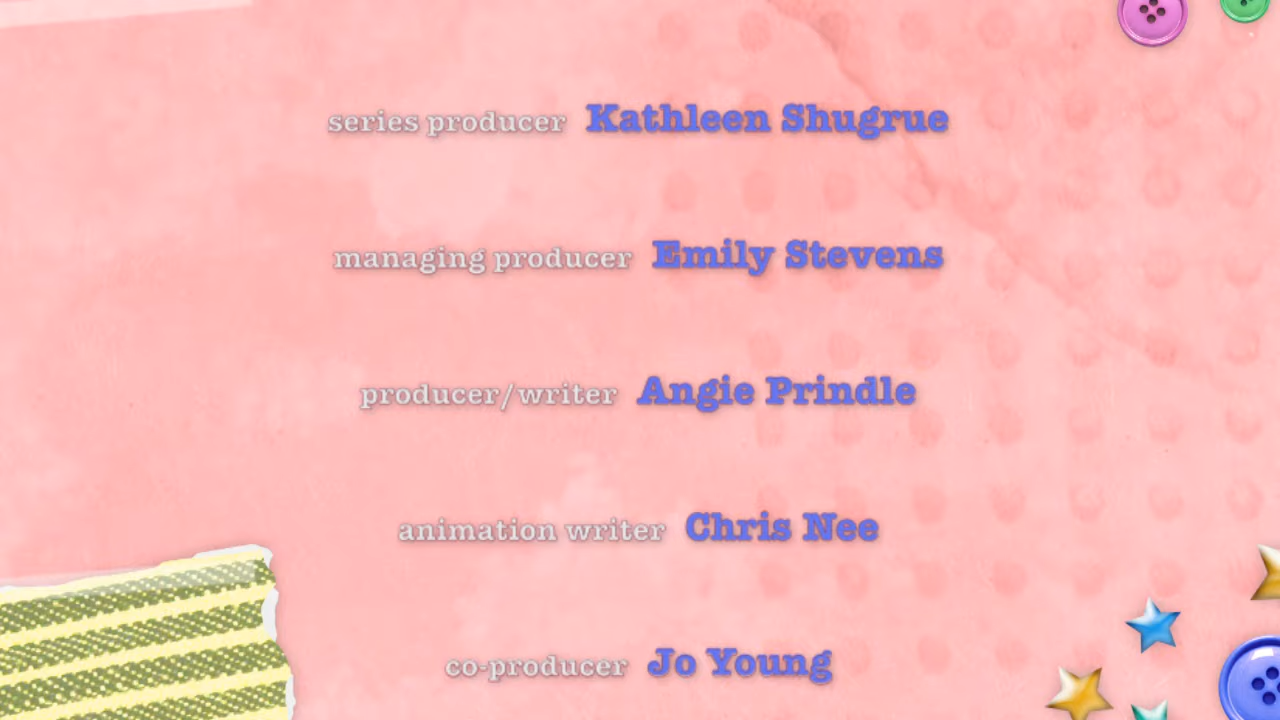 series producer Kathleen Shugrue
managing producer Emily Stevens
producer/writer Angie Prindle
animation writer Chris Nee
co-producer Jo Young